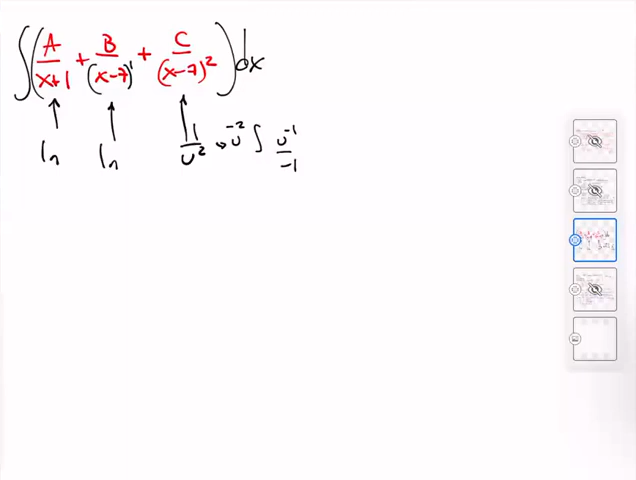 ∫(A/(x+1) + B/(x-7)¹ + C/(x-7)²)dx
ln ln 1/u² → u⁻² ∫ u⁻¹/-1